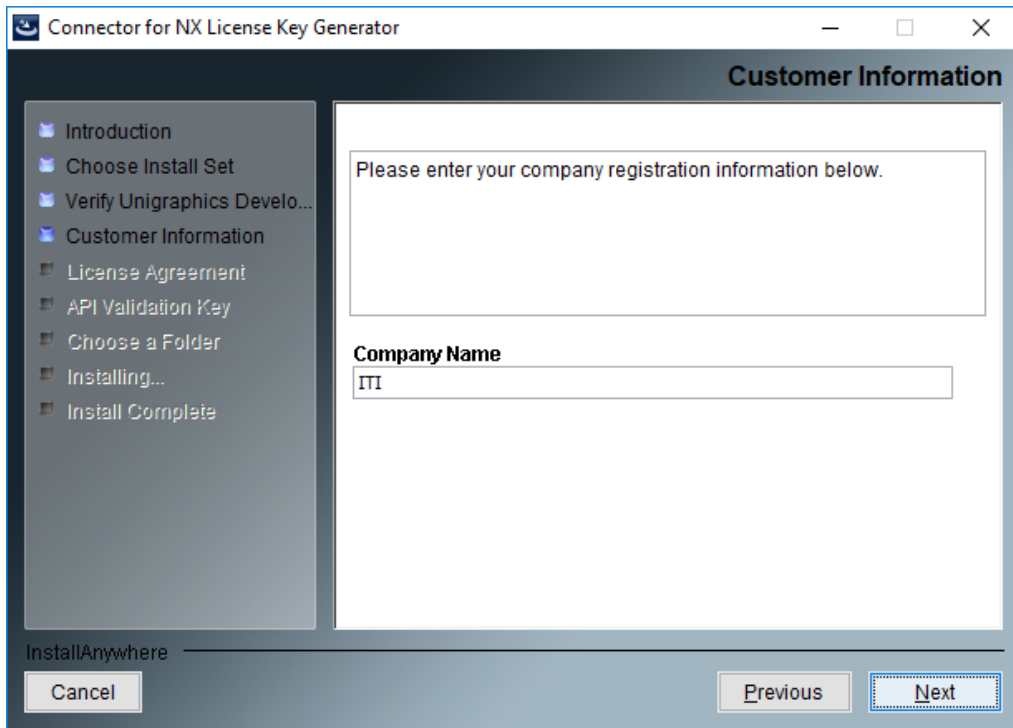 Connector for NX License Key Generator
Customer Information
Introduction
Choose Install Set
Verify Unigraphics Develo...
Customer Information
License Agreement
API Validation Key
Choose a Folder
Installing...
Install Complete
Please enter your company registration information below.
Company Name
ITI
InstallAnywhere
Cancel
Previous
Next